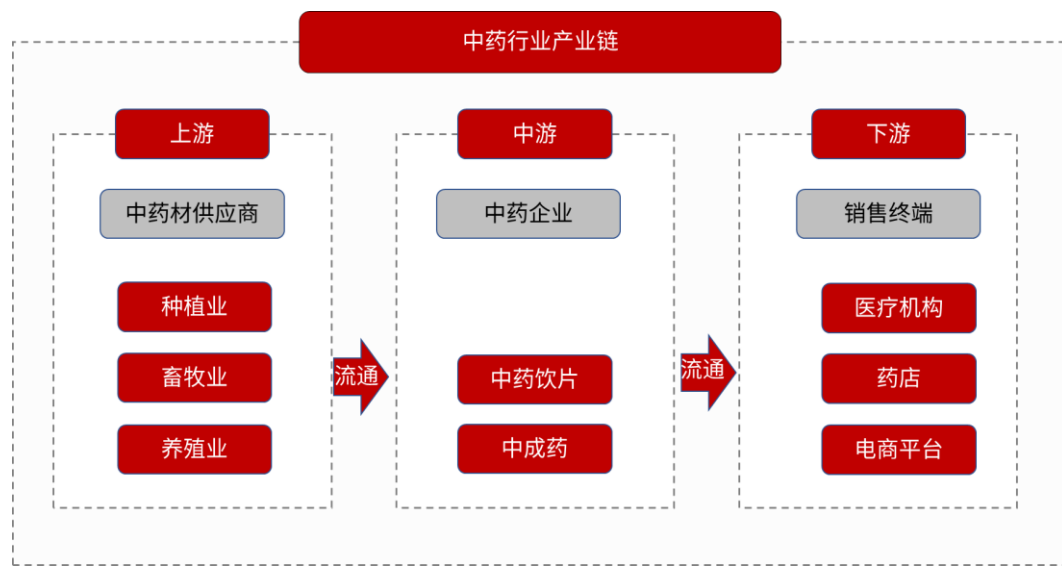 中药行业产业链
上游
中药材供应商
种植业
畜牧业
养殖业
流通
中游
中药企业
中药饮片
中成药
流通
下游
销售终端
医疗机构
药店
电商平台